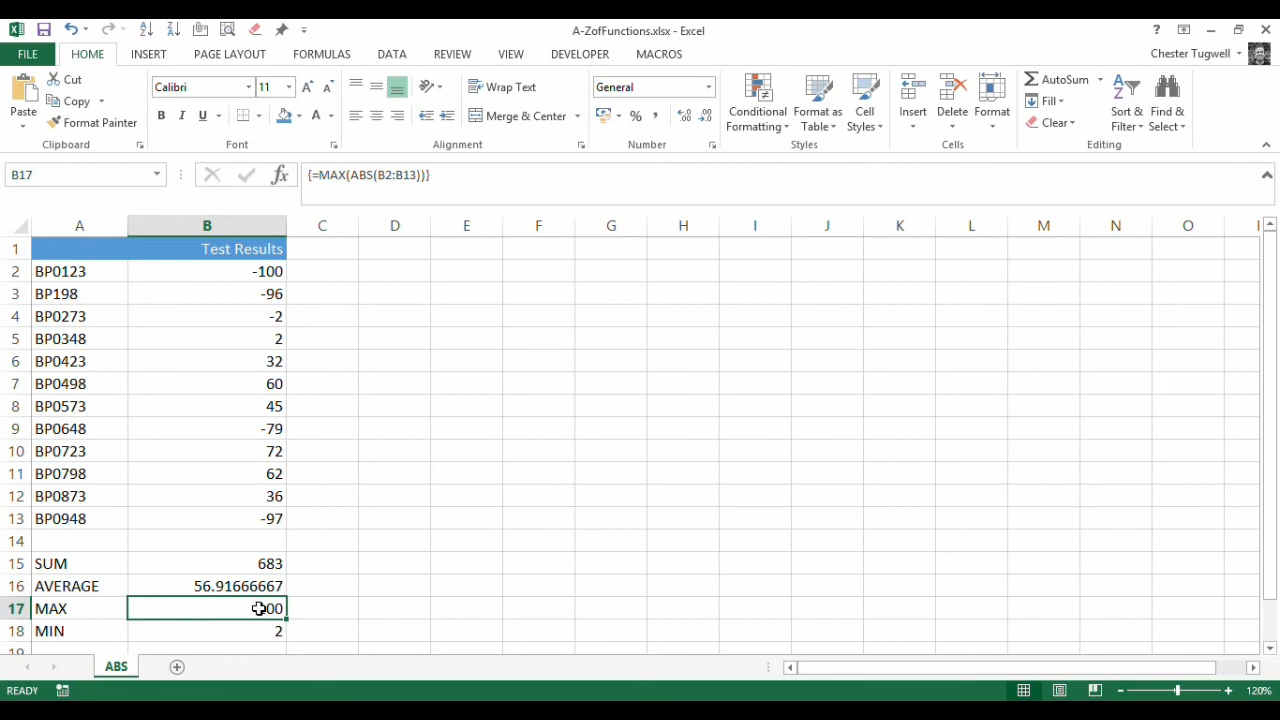 A-ZofFunctions.xlsx - Excel
?
FILE HOME INSERT PAGE LAYOUT FORMULAS DATA REVIEW VIEW DEVELOPER MACROS Chester Tugwell
Paste
Cut
Copy
Format Painter
Clipboard
Calibri 11
B I U
Font
Wrap Text
Merge & Center
Alignment
General
% ,
Number
Conditional Formatting
Format as Table
Cell Styles
Styles
Insert
Delete
Format
Cells
AutoSum
Fill
Clear
Sort & Filter
Find & Select
Editing
B17 fx {=MAX(ABS(B2:B13))}
A B C D E F G H I J K L M N O
1 Test Results
2 BP0123 -100
3 BP198 -96
4 BP0273 -2
5 BP0348 2
6 BP0423 32
7 BP0498 60
8 BP0573 45
9 BP0648 -79
10 BP0723 72
11 BP0798 62
12 BP0873 36
13 BP0948 -97
14
15 SUM 683
16 AVERAGE 56.91666667
17 MAX
18 MIN 2
ABS
READY 120%